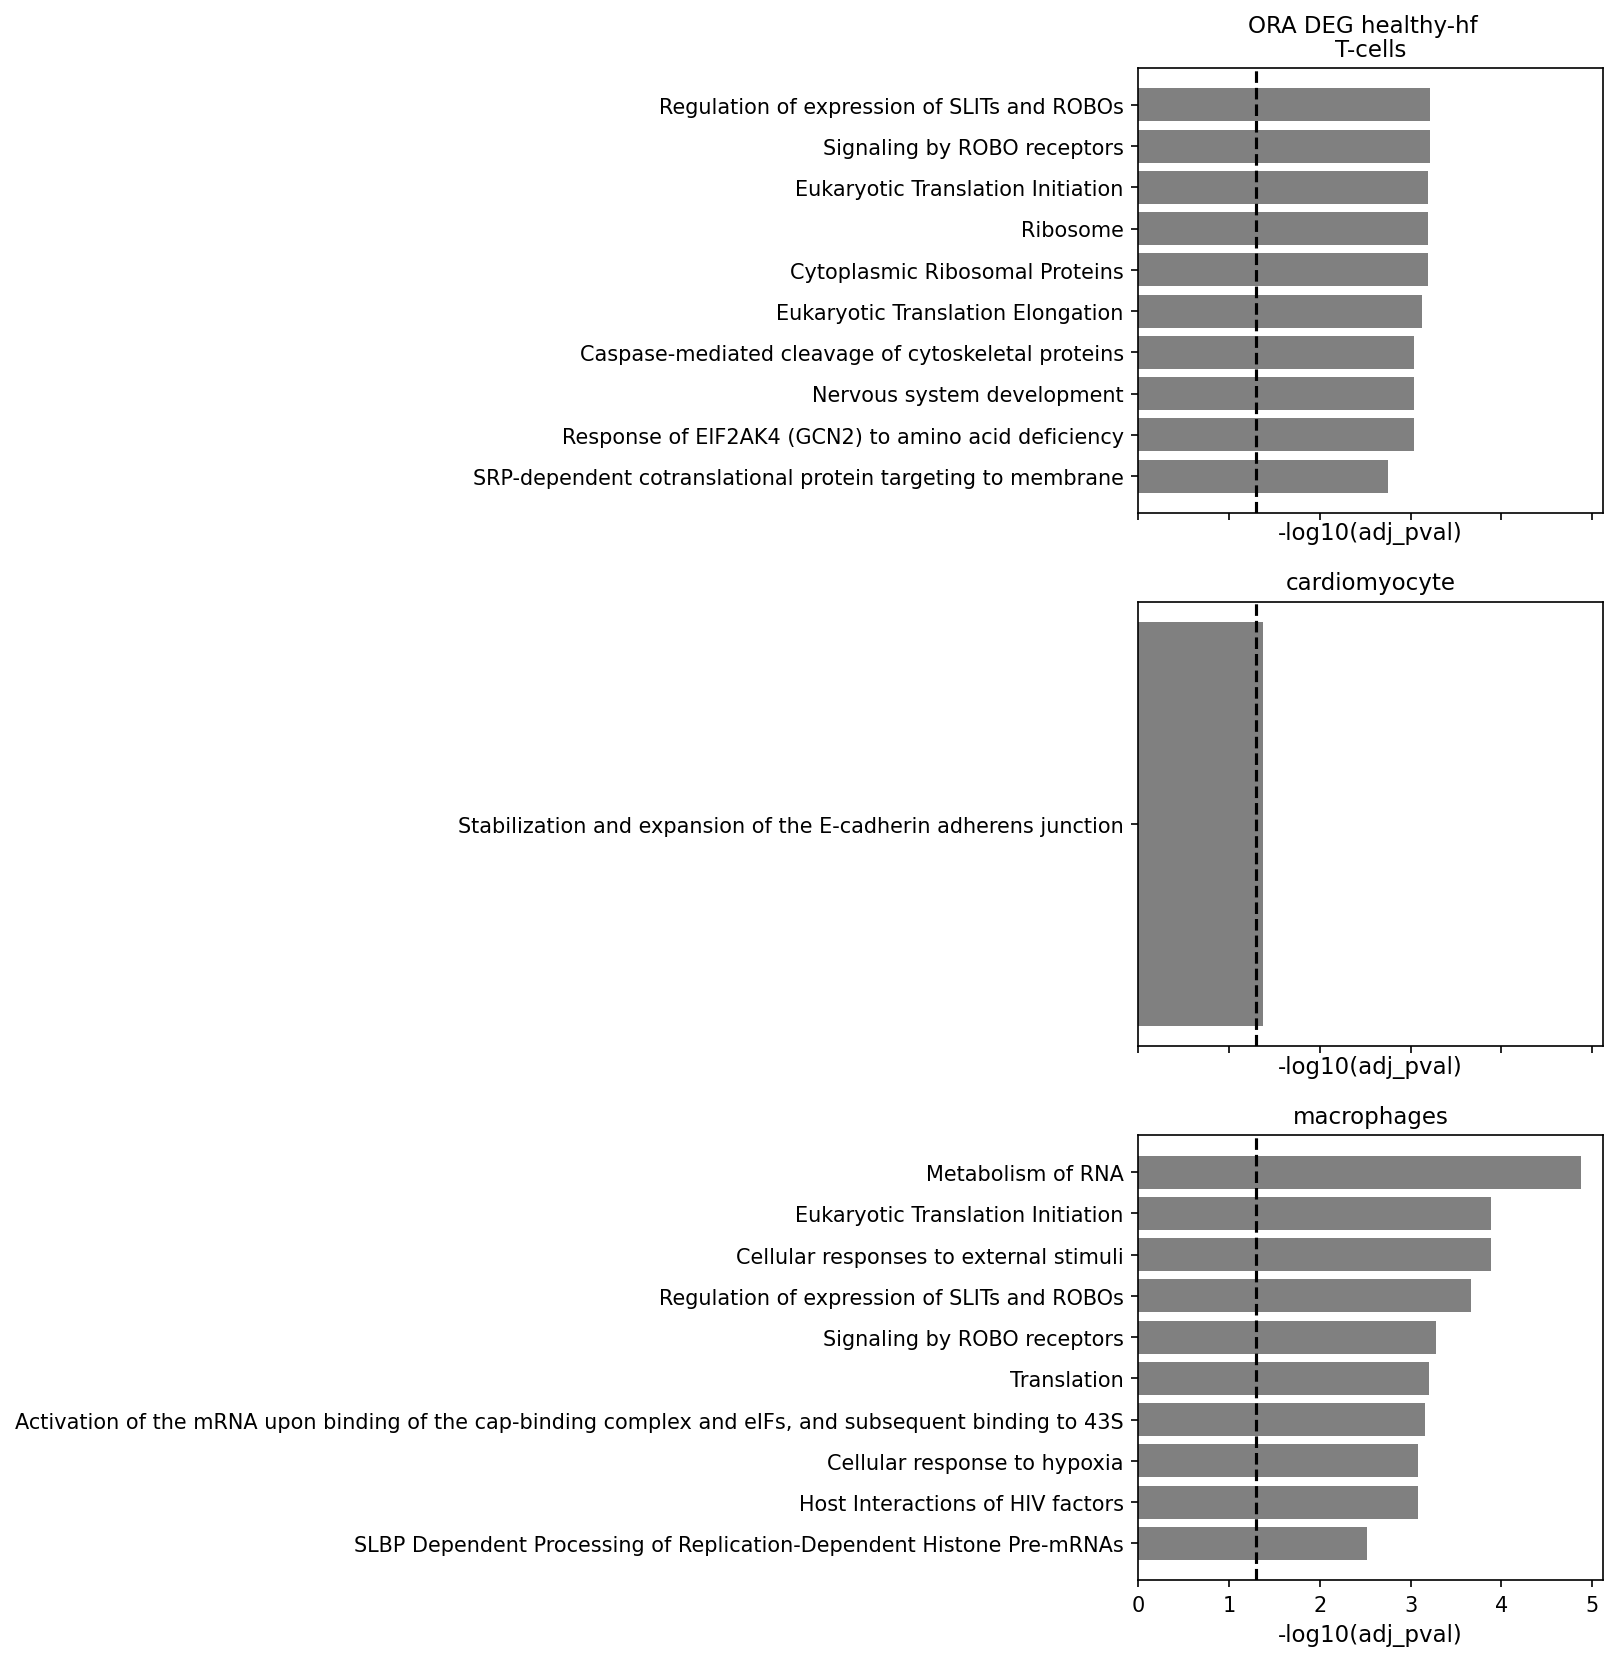 ORA DEG healthy-hf
T-cells
Regulation of expression of SLITs and ROBOs
Signaling by ROBO receptors
Eukaryotic Translation Initiation
Ribosome
Cytoplasmic Ribosomal Proteins
Eukaryotic Translation Elongation
Caspase-mediated cleavage of cytoskeletal proteins
Nervous system development
Response of EIF2AK4 (GCN2) to amino acid deficiency
SRP-dependent cotranslational protein targeting to membrane
-log10(adj_pval)
cardiomyocyte
Stabilization and expansion of the E-cadherin adherens junction
-log10(adj_pval)
macrophages
Metabolism of RNA
Eukaryotic Translation Initiation
Cellular responses to external stimuli
Regulation of expression of SLITs and ROBOs
Signaling by ROBO receptors
Translation
Activation of the mRNA upon binding of the cap-binding complex and eIFs, and subsequent binding to 43S
Cellular response to hypoxia
Host Interactions of HIV factors
SLBP Dependent Processing of Replication-Dependent Histone Pre-mRNAs
0 1 2 3 4 5
-log10(adj_pval)